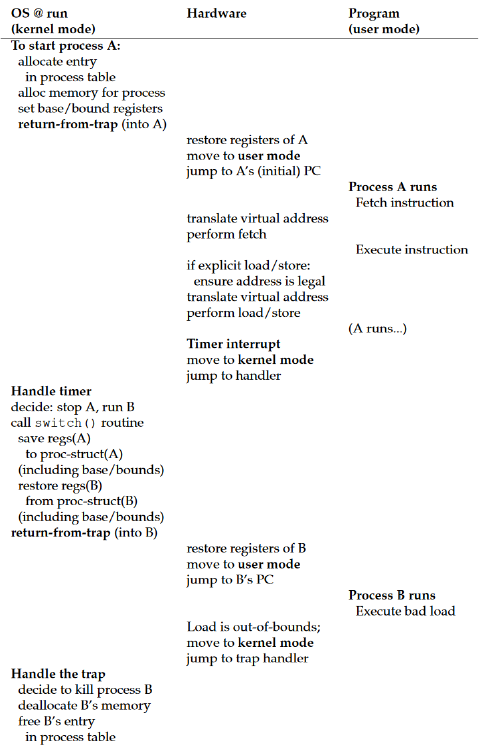 OS @ run Hardware Program
(kernel mode) (user mode)
To start process A:
allocate entry
in process table
alloc memory for process
set base/bound registers
return-from-trap (into A)
restore registers of A
move to user mode
jump to A's (initial) PC
Process A runs
Fetch instruction
translate virtual address
perform fetch
Execute instruction
if explicit load/store:
ensure address is legal
translate virtual address
perform load/store
(A runs...)
Timer interrupt
move to kernel mode
jump to handler
Handle timer
decide: stop A, run B
call switch() routine
save regs(A)
to proc-struct(A)
(including base/bounds)
restore regs(B)
from proc-struct(B)
(including base/bounds)
return-from-trap (into B)
restore registers of B
move to user mode
jump to B's PC
Process B runs
Execute bad load
Load is out-of-bounds;
move to kernel mode
jump to trap handler
Handle the trap
decide to kill process B
deallocate B's memory
free B's entry
in process table